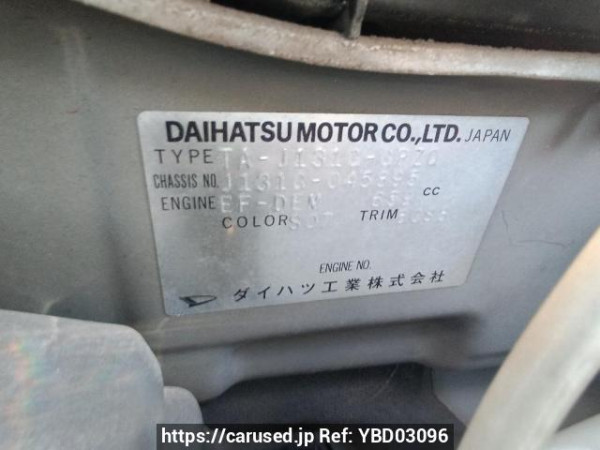 DAIHATSU MOTOR CO.,LTD. JAPAN
TYPE TA-J131G-GPZQ
CHASSIS NO. J131G-045695
ENGINE EF-DEM 659 cc
COLOR TRIM
ENGINE NO.
ダイハツ工業株式会社
https://carused.jp Ref: YBD03096